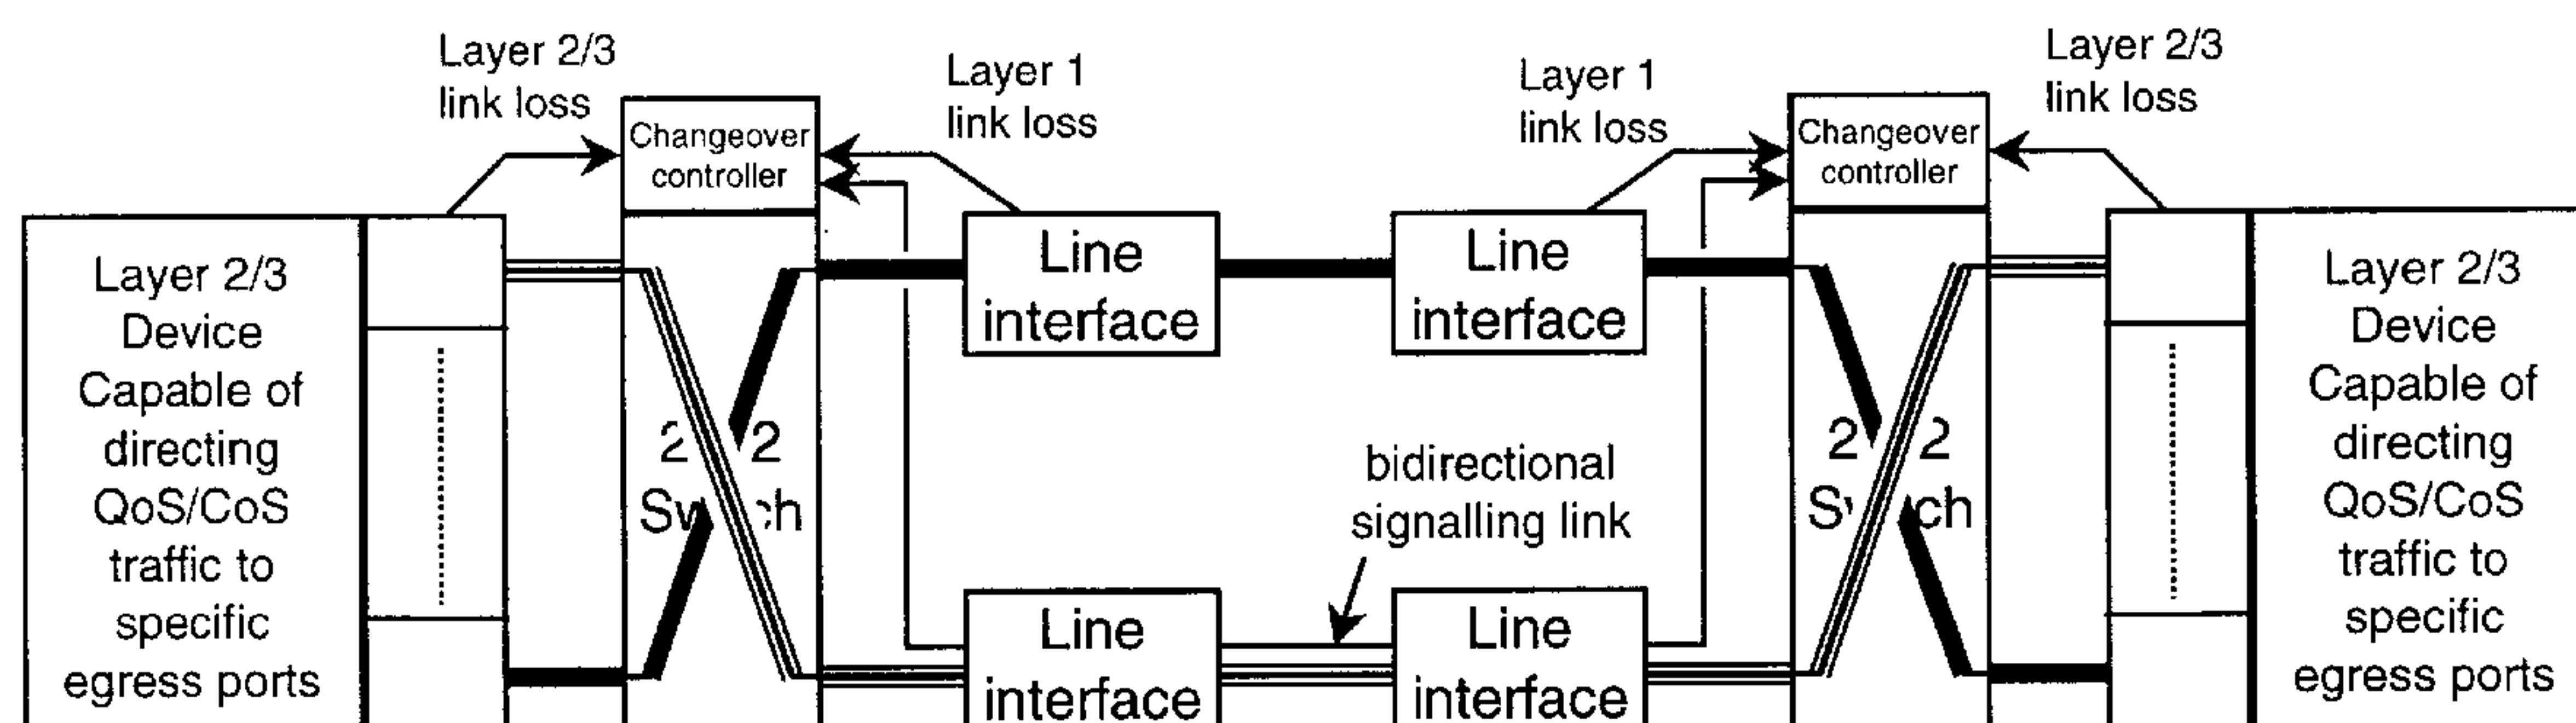 Layer 2/3
link loss
Layer 1
link loss
Layer 1
link loss
Layer 2/3
link loss
Changeover
controller
Changeover
controller
Layer 2/3
Device
Capable of
directing
QoS/CoS
traffic to
specific
egress ports
2 2
Line
interface
Line
interface
bidirectional
signalling link
Line
interface
Line
interface
2 2
Layer 2/3
Device
Capable of
directing
QoS/CoS
traffic to
specific
egress ports